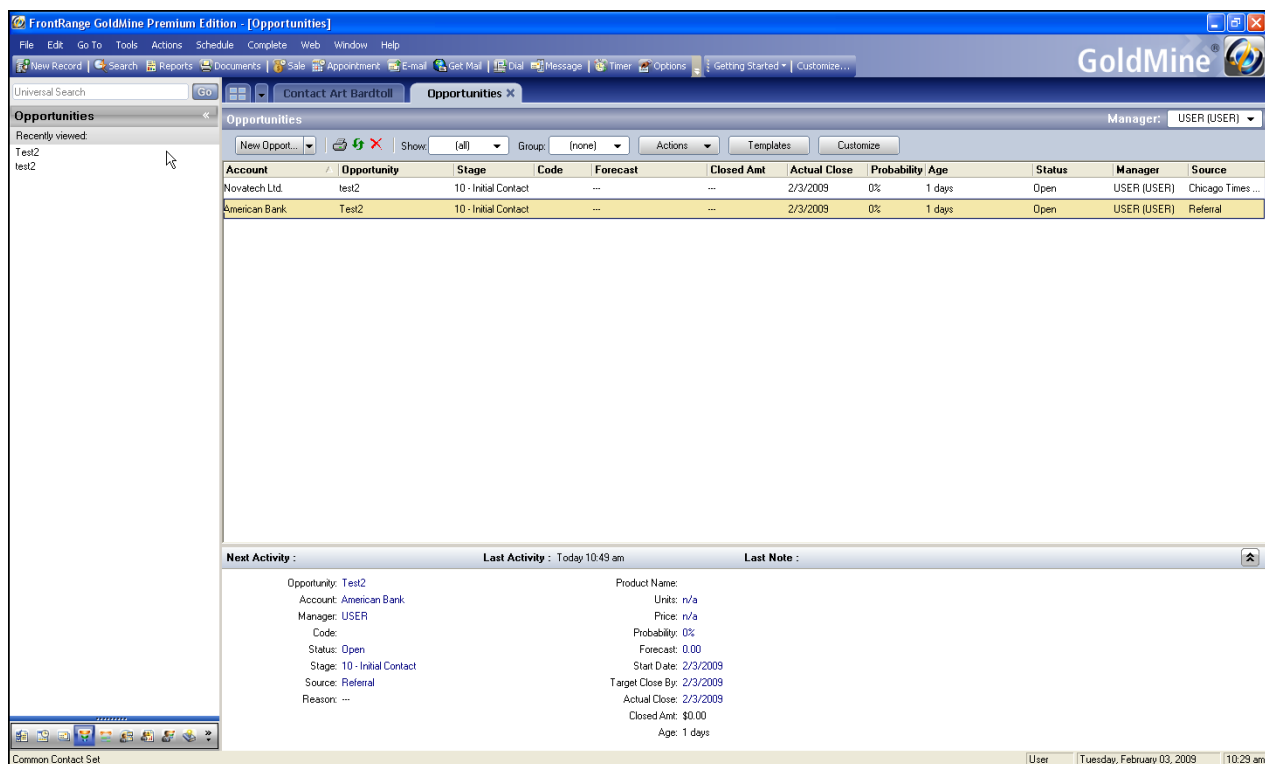 FrontRange GoldMine Premium Edition - [Opportunities]
File Edit Go To Tools Actions Schedule Complete Web Window Help
GoldMine®
New Record | Search Reports Documents | Sale Appointment E-mail Get Mail | Dial Message | Timer Options Getting Started | Customize...
Universal Search Go Contact Art Bardtoll Opportunities
Opportunities « Opportunities Manager: USER (USER)
Recently viewed:
Test2
test2
New Opport... Show: (all) Group: (none) Actions Templates Customize
Account Opportunity Stage Code Forecast Closed Amt Actual Close Probability Age Status Manager Source
Novatech Ltd. test2 10 - Initial Contact --- --- 2/3/2009 0% 1 days Open USER (USER) Chicago Times ...
American Bank Test2 10 - Initial Contact --- --- 2/3/2009 0% 1 days Open USER (USER) Referral
Next Activity : Last Activity : Today 10:49 am Last Note :
Opportunity: Test2 Product Name:
Account: American Bank Units: n/a
Manager: USER Price: n/a
Code: Probability: 0%
Status: Open Forecast: 0.00
Stage: 10 - Initial Contact Start Date: 2/3/2009
Source: Referral Target Close By: 2/3/2009
Reason: --- Actual Close: 2/3/2009
Closed Amt: $0.00
Age: 1 days
Common Contact Set User Tuesday, February 03, 2009 10:29 am